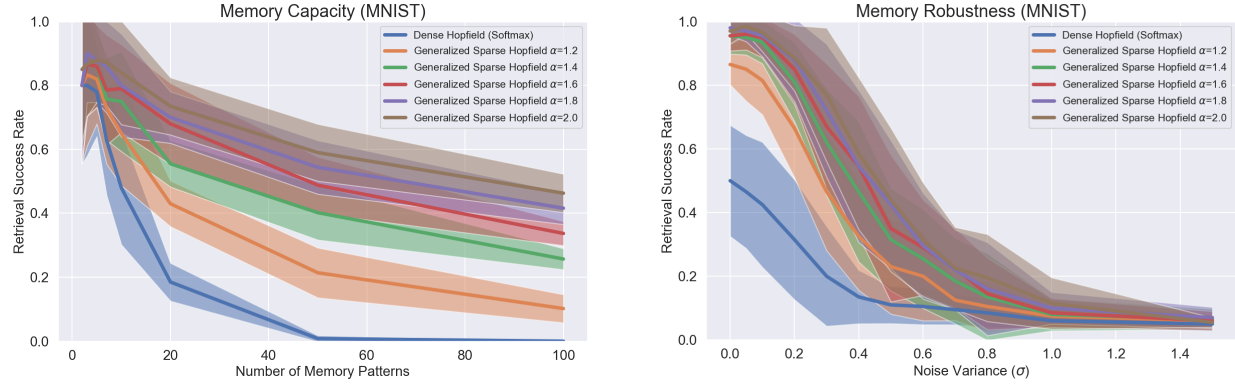 Memory Capacity (MNIST)
1.0
0.8
0.6
0.4
0.2
0.0
0
20
40
60
80
100
Retrieval Success Rate
Number of Memory Patterns
Dense Hopfield (Softmax)
Generalized Sparse Hopfield α=1.2
Generalized Sparse Hopfield α=1.4
Generalized Sparse Hopfield α=1.6
Generalized Sparse Hopfield α=1.8
Generalized Sparse Hopfield α=2.0
Memory Robustness (MNIST)
1.0
0.8
0.6
0.4
0.2
0.0
0.0
0.2
0.4
0.6
0.8
1.0
1.2
1.4
Retrieval Success Rate
Noise Variance (σ)
Dense Hopfield (Softmax)
Generalized Sparse Hopfield α=1.2
Generalized Sparse Hopfield α=1.4
Generalized Sparse Hopfield α=1.6
Generalized Sparse Hopfield α=1.8
Generalized Sparse Hopfield α=2.0